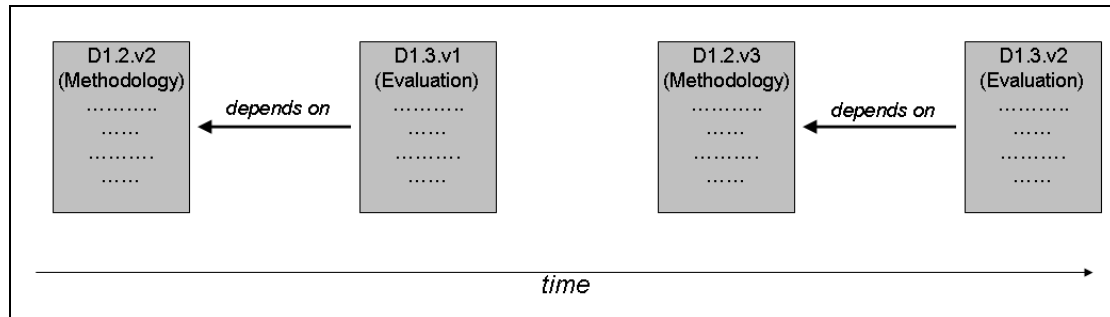 D1.2.v2
(Methodology)
………..
……
……….
……
depends on
D1.3.v1
(Evaluation)
………..
……
……….
……
D1.2.v3
(Methodology)
………..
……
……….
……
depends on
D1.3.v2
(Evaluation)
………..
……
……….
……
time